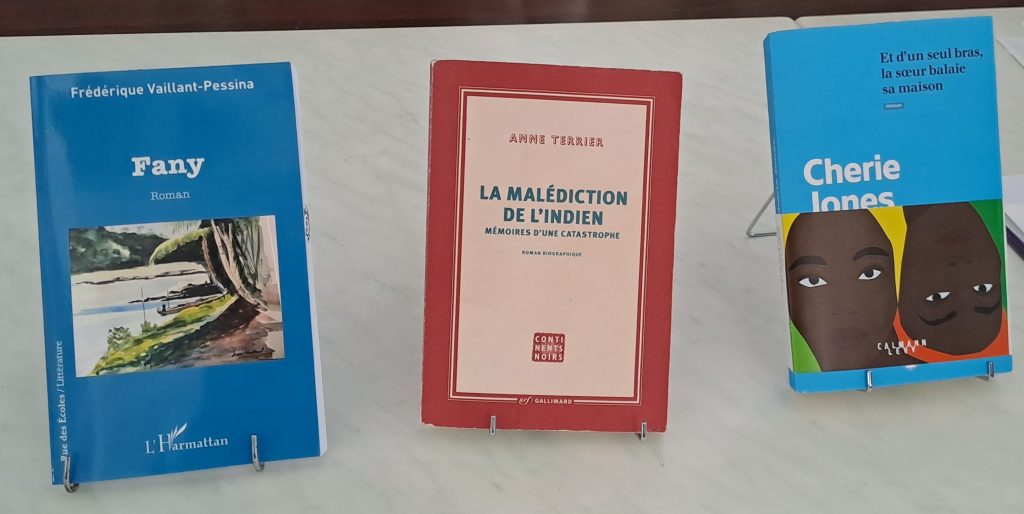 Frédérique Vaillant-Pessina
Fany
Roman
Rue des Écoles / Littérature
L'Harmattan
ANNE TERRIER
LA MALÉDICTION
DE L'INDIEN
MÉMOIRES D'UNE CATASTROPHE
ROMAN BIOGRAPHIQUE
CONTI
NENTS
NOIRS
nrf / GALLIMARD
Et d'un seul bras,
la sœur balaie
sa maison
ROMAN
Cherie
Jones
CALMANN
LEVY